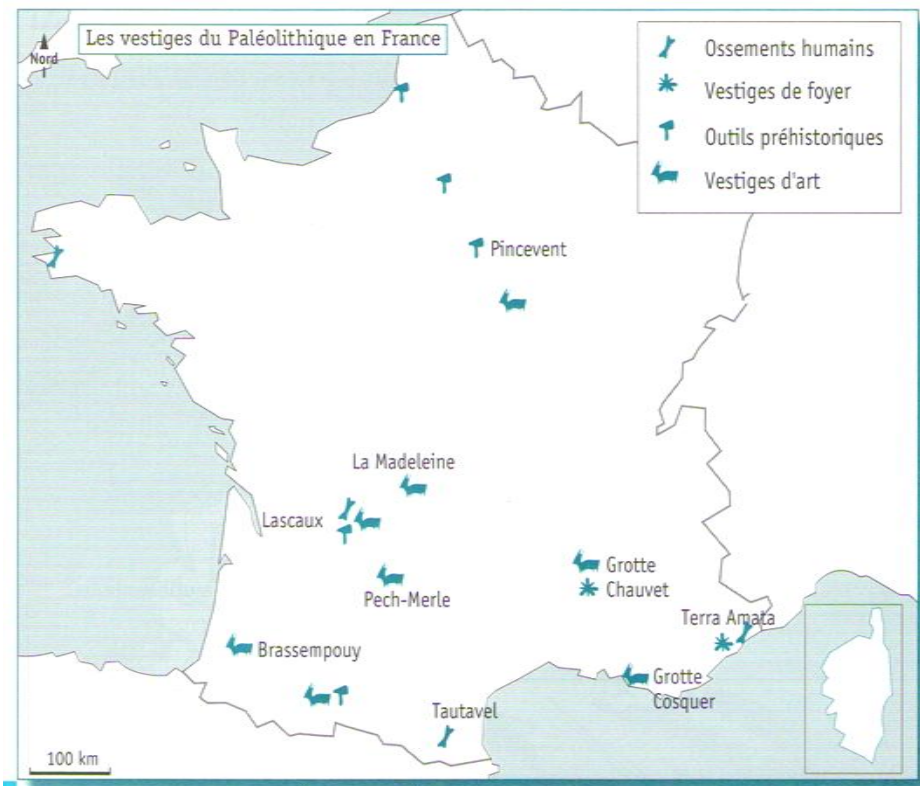 Les vestiges du Paléolithique en France
Nord
Ossements humains
Vestiges de foyer
Outils préhistoriques
Vestiges d'art
Pincevent
La Madeleine
Lascaux
Pech-Merle
Grotte
Chauvet
Terra Amata
Brassempouy
Grotte
Cosquer
Tautavel
100 km